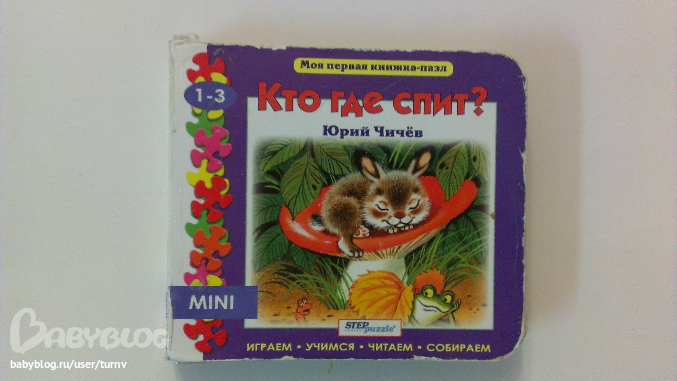 Моя первая книжка-пазл
1-3
Кто где спит?
Юрий Чичёв
MINI
STEP
puzzle
ИГРАЕМ • УЧИМСЯ • ЧИТАЕМ • СОБИРАЕМ
BABYBLOG
babyblog.ru/user/turnv